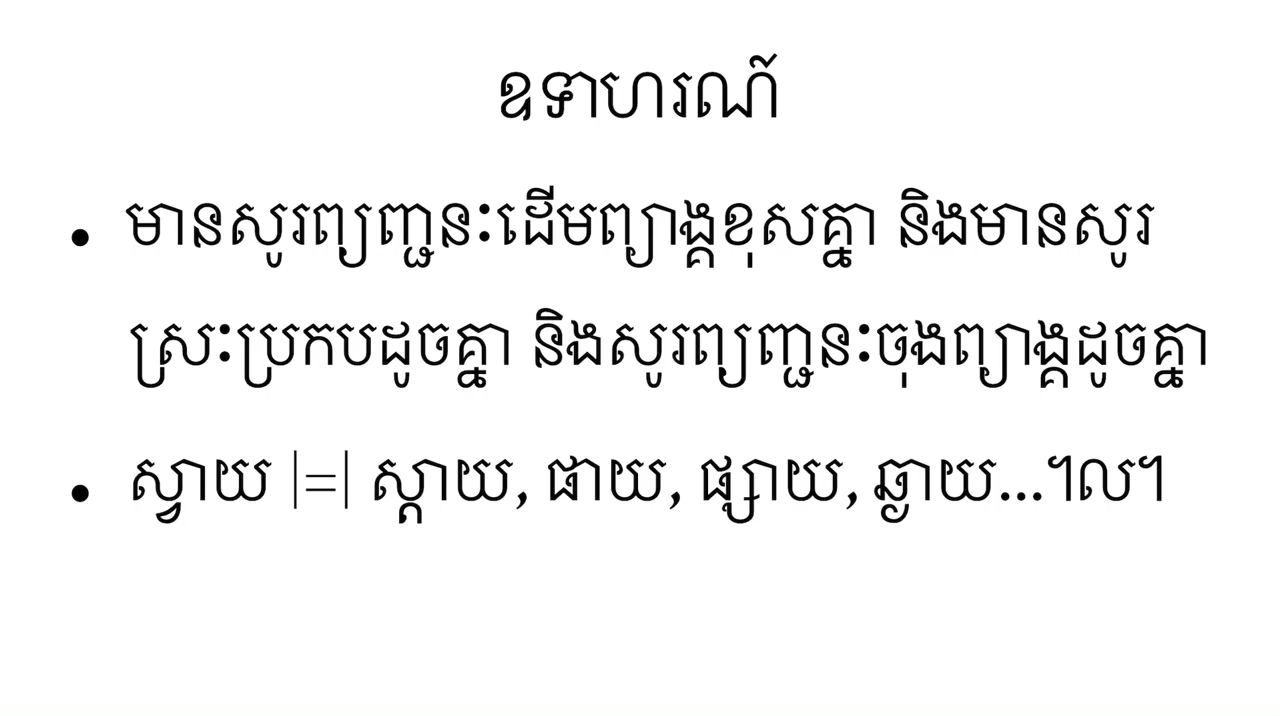 ឧទាហរណ៍
• មានសូរព្យញ្ជនៈដើមព្យាង្គខុសគ្នា និងមានសូរ
ស្រៈប្រកបដូចគ្នា និងសូរព្យញ្ជនៈចុងព្យាង្គដូចគ្នា
• ស្វាយ |=| ស្តាយ, ផាយ, ផ្សាយ, ឆ្ងាយ...។ល។